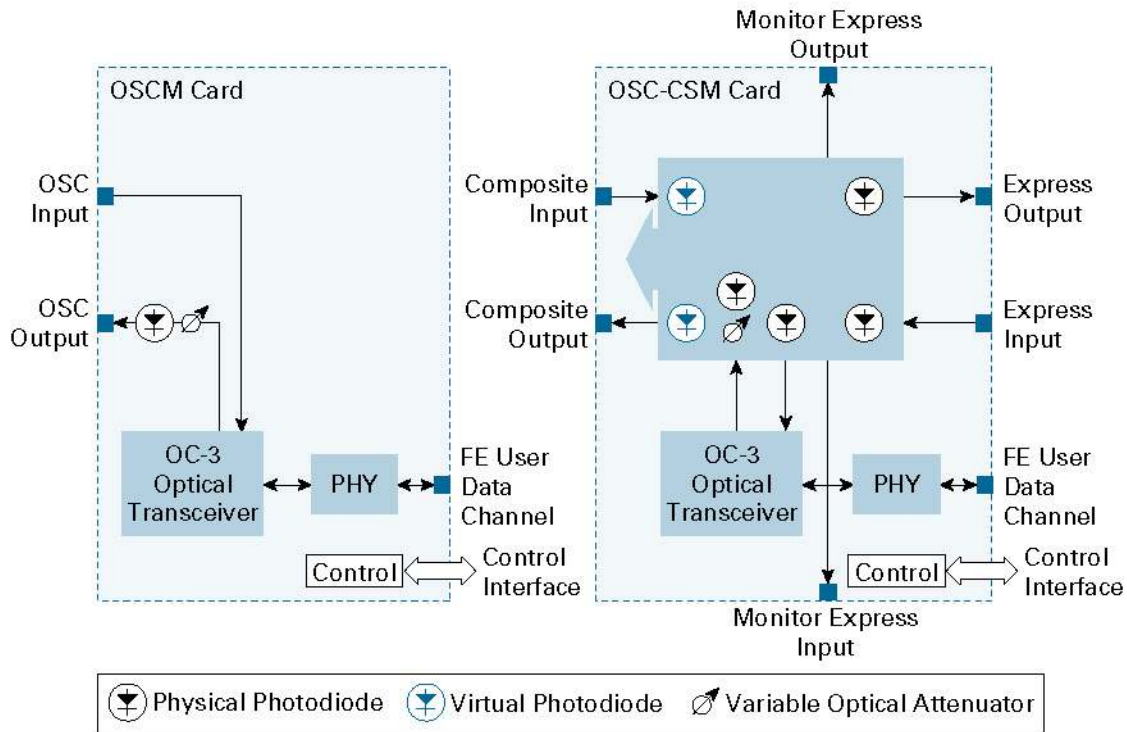 Monitor Express
Output
OSCM Card
OSC-CSM Card
OSC
Input
Composite
Input
Express
Output
OSC
Output
Composite
Output
Express
Input
OC-3
Optical
Transceiver
PHY
FE User
Data
Channel
OC-3
Optical
Transceiver
PHY
FE User
Data
Channel
Control
Control
Interface
Control
Control
Interface
Monitor Express
Input
Physical Photodiode
Virtual Photodiode
Variable Optical Attenuator